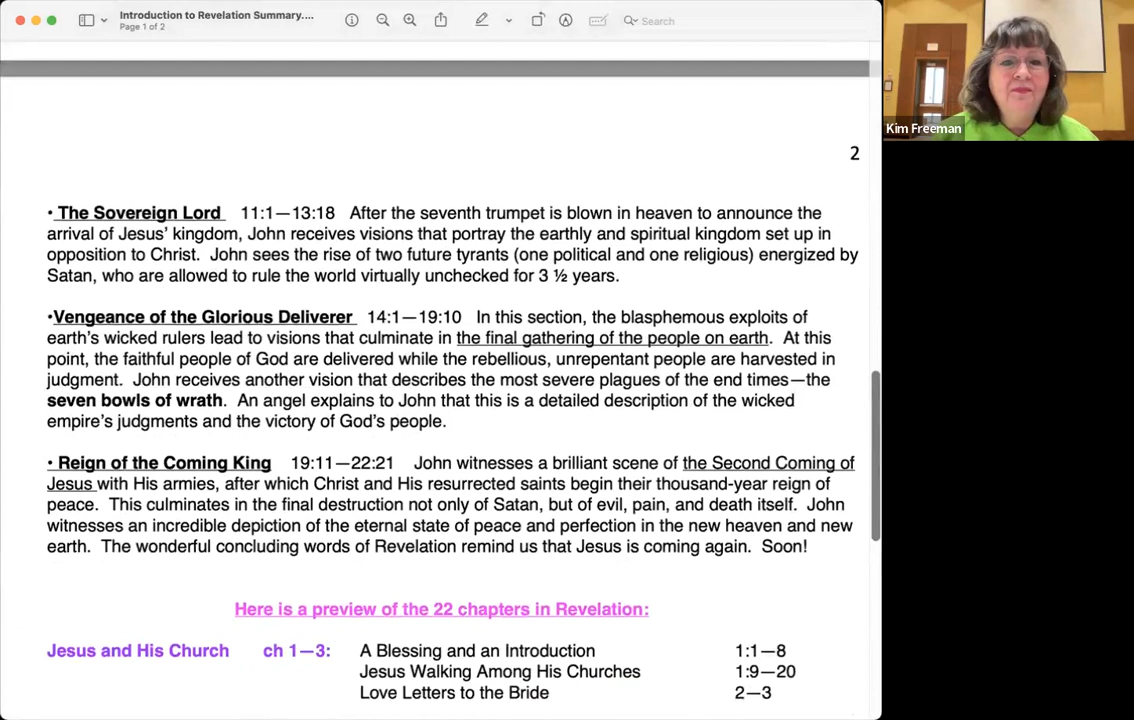 Introduction to Revelation Summary....
Page 1 of 2
Search
Kim Freeman
2
• The Sovereign Lord 11:1—13:18 After the seventh trumpet is blown in heaven to announce the
arrival of Jesus’ kingdom, John receives visions that portray the earthly and spiritual kingdom set up in
opposition to Christ. John sees the rise of two future tyrants (one political and one religious) energized by
Satan, who are allowed to rule the world virtually unchecked for 3 ½ years.
•Vengeance of the Glorious Deliverer 14:1—19:10 In this section, the blasphemous exploits of
earth’s wicked rulers lead to visions that culminate in the final gathering of the people on earth. At this
point, the faithful people of God are delivered while the rebellious, unrepentant people are harvested in
judgment. John receives another vision that describes the most severe plagues of the end times—the
seven bowls of wrath. An angel explains to John that this is a detailed description of the wicked
empire’s judgments and the victory of God’s people.
• Reign of the Coming King 19:11—22:21 John witnesses a brilliant scene of the Second Coming of
Jesus with His armies, after which Christ and His resurrected saints begin their thousand-year reign of
peace. This culminates in the final destruction not only of Satan, but of evil, pain, and death itself. John
witnesses an incredible depiction of the eternal state of peace and perfection in the new heaven and new
earth. The wonderful concluding words of Revelation remind us that Jesus is coming again. Soon!
Here is a preview of the 22 chapters in Revelation:
Jesus and His Church ch 1—3: A Blessing and an Introduction 1:1—8
Jesus Walking Among His Churches 1:9—20
Love Letters to the Bride 2—3